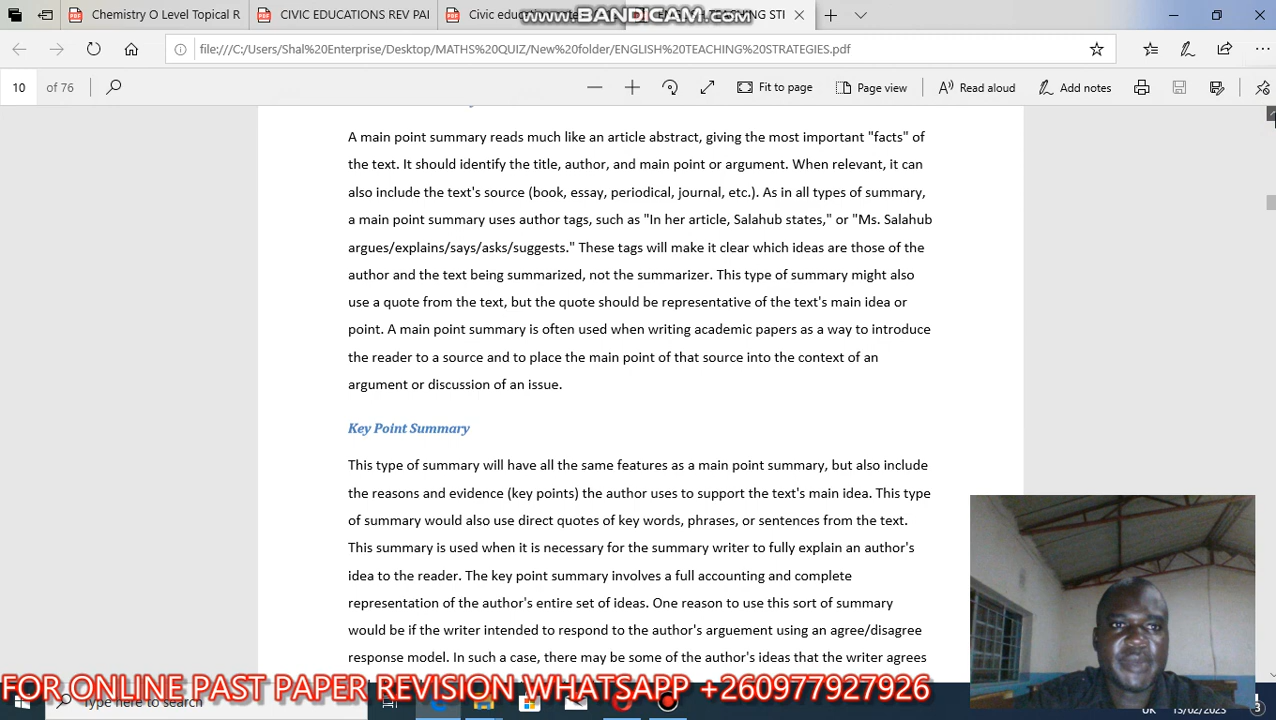 Chemistry O Level Topical R
CIVIC EDUCATIONS REV PAI
Civic educ
www.BANDICAM.com
TEACHING STI
file:///C:/Users/Shal%20Enterprise/Desktop/MATHS%20QUIZ/New%20folder/ENGLISH%20TEACHING%20STRATEGIES.pdf
10 of 76
Fit to page
Page view
Read aloud
Add notes
A main point summary reads much like an article abstract, giving the most important "facts" of
the text. It should identify the title, author, and main point or argument. When relevant, it can
also include the text's source (book, essay, periodical, journal, etc.). As in all types of summary,
a main point summary uses author tags, such as "In her article, Salahub states," or "Ms. Salahub
argues/explains/says/asks/suggests." These tags will make it clear which ideas are those of the
author and the text being summarized, not the summarizer. This type of summary might also
use a quote from the text, but the quote should be representative of the text's main idea or
point. A main point summary is often used when writing academic papers as a way to introduce
the reader to a source and to place the main point of that source into the context of an
argument or discussion of an issue.
Key Point Summary
This type of summary will have all the same features as a main point summary, but also include
the reasons and evidence (key points) the author uses to support the text's main idea. This type
of summary would also use direct quotes of key words, phrases, or sentences from the text.
This summary is used when it is necessary for the summary writer to fully explain an author's
idea to the reader. The key point summary involves a full accounting and complete
representation of the author's entire set of ideas. One reason to use this sort of summary
would be if the writer intended to respond to the author's arguement using an agree/disagree
response model. In such a case, there may be some of the author's ideas that the writer agrees
FOR ONLINE PAST PAPER REVISION WHATSAPP +260977927926
Type here to search
UK
15/02/2023
3